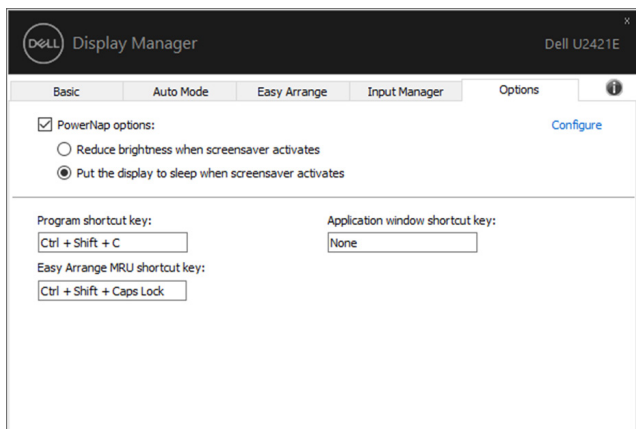 x
DELL Display Manager
Dell U2421E
Basic Auto Mode Easy Arrange Input Manager Options i
PowerNap options:
Configure
Reduce brightness when screensaver activates
Put the display to sleep when screensaver activates
Program shortcut key:
Application window shortcut key:
Ctrl + Shift + C
None
Easy Arrange MRU shortcut key:
Ctrl + Shift + Caps Lock